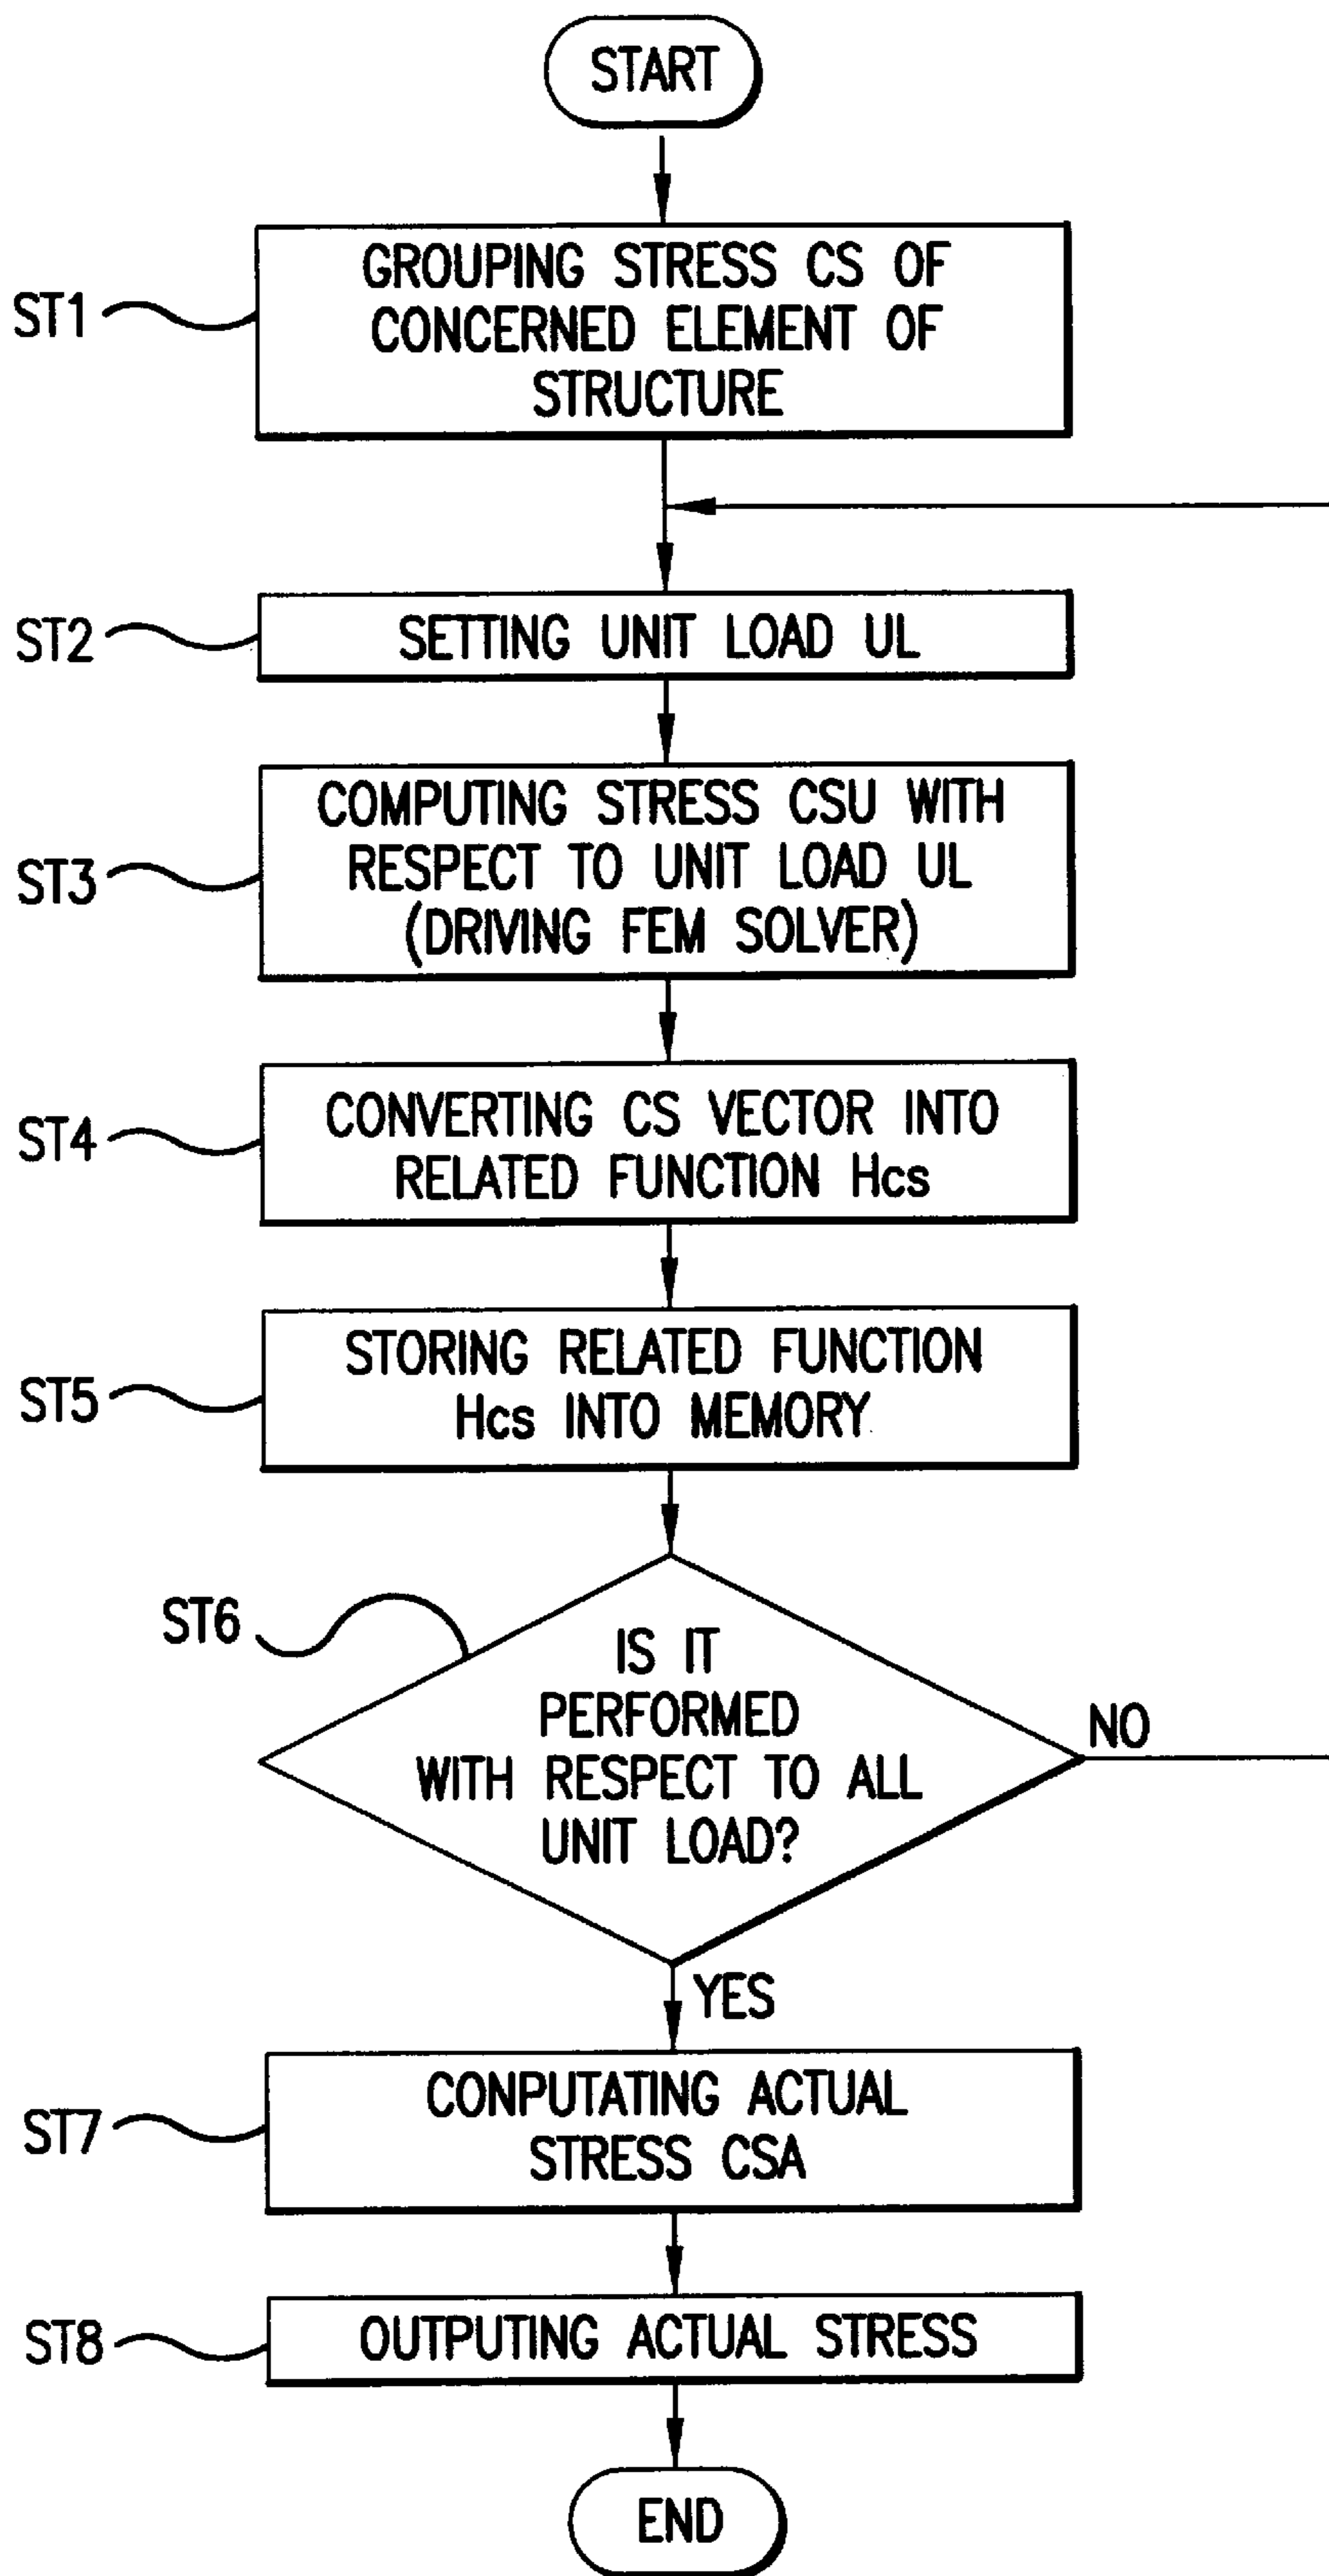 START
ST1
GROUPING STRESS CS OF
CONCERNED ELEMENT OF
STRUCTURE
ST2
SETTING UNIT LOAD UL
ST3
COMPUTING STRESS CSU WITH
RESPECT TO UNIT LOAD UL
(DRIVING FEM SOLVER)
ST4
CONVERTING CS VECTOR INTO
RELATED FUNCTION Hcs
ST5
STORING RELATED FUNCTION
Hcs INTO MEMORY
ST6
IS IT
PERFORMED
WITH RESPECT TO ALL
UNIT LOAD?
NO
YES
ST7
CONPUTATING ACTUAL
STRESS CSA
ST8
OUTPUTING ACTUAL STRESS
END